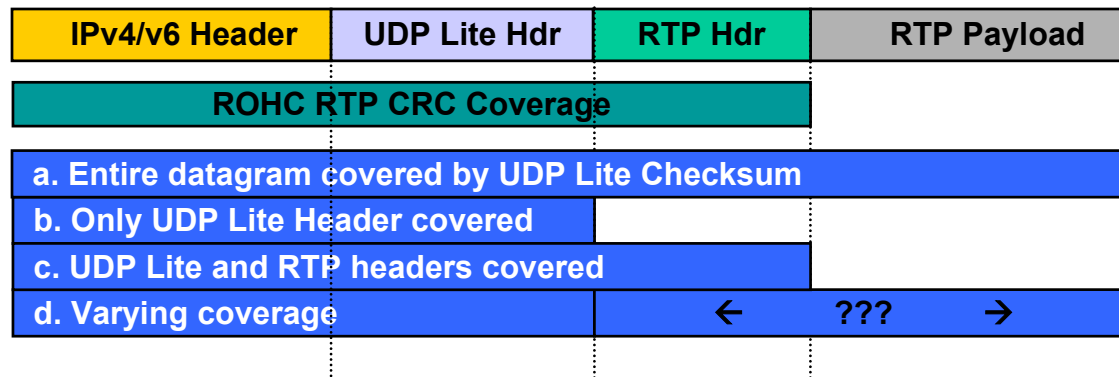 IPv4/v6 Header UDP Lite Hdr RTP Hdr RTP Payload
ROHC RTP CRC Coverage
a. Entire datagram covered by UDP Lite Checksum
b. Only UDP Lite Header covered
c. UDP Lite and RTP headers covered
d. Varying coverage ← ??? →